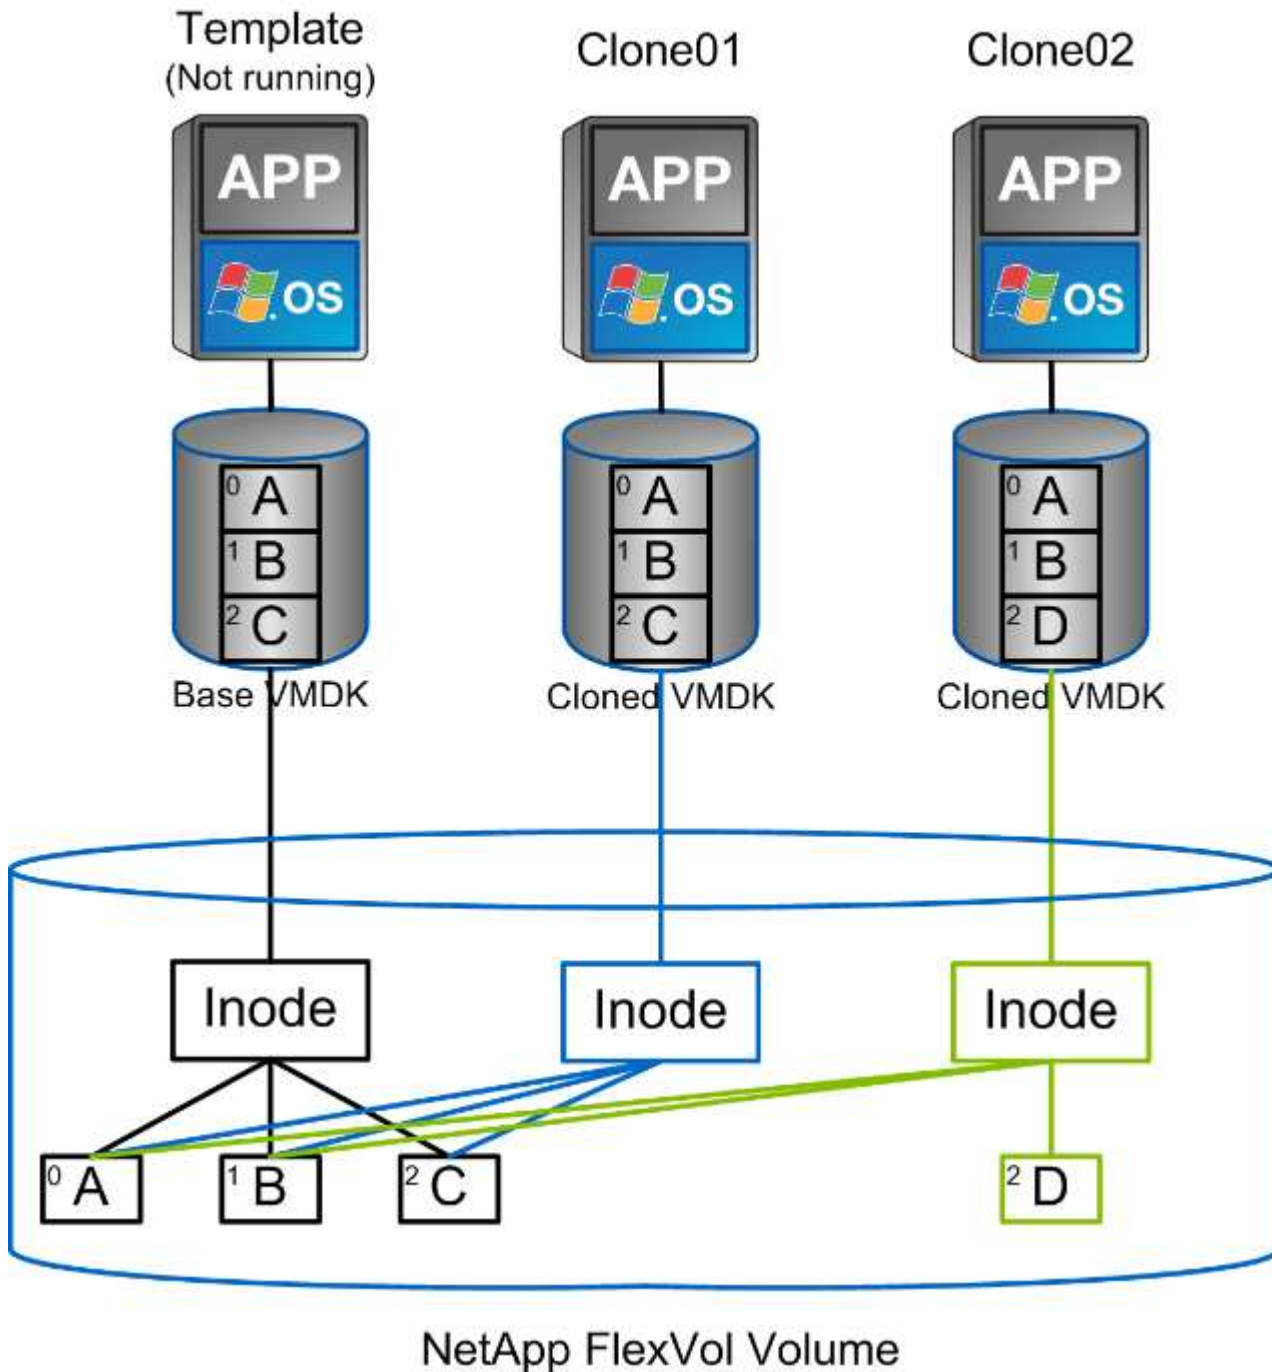 Template
(Not running)
Clone01
Clone02
APP
APP
APP
OS
OS
OS
0 A
1 B
2 C
0 A
1 B
2 C
0 A
1 B
2 D
Base VMDK
Cloned VMDK
Cloned VMDK
Inode
Inode
Inode
0 A
1 B
2 C
2 D
NetApp FlexVol Volume